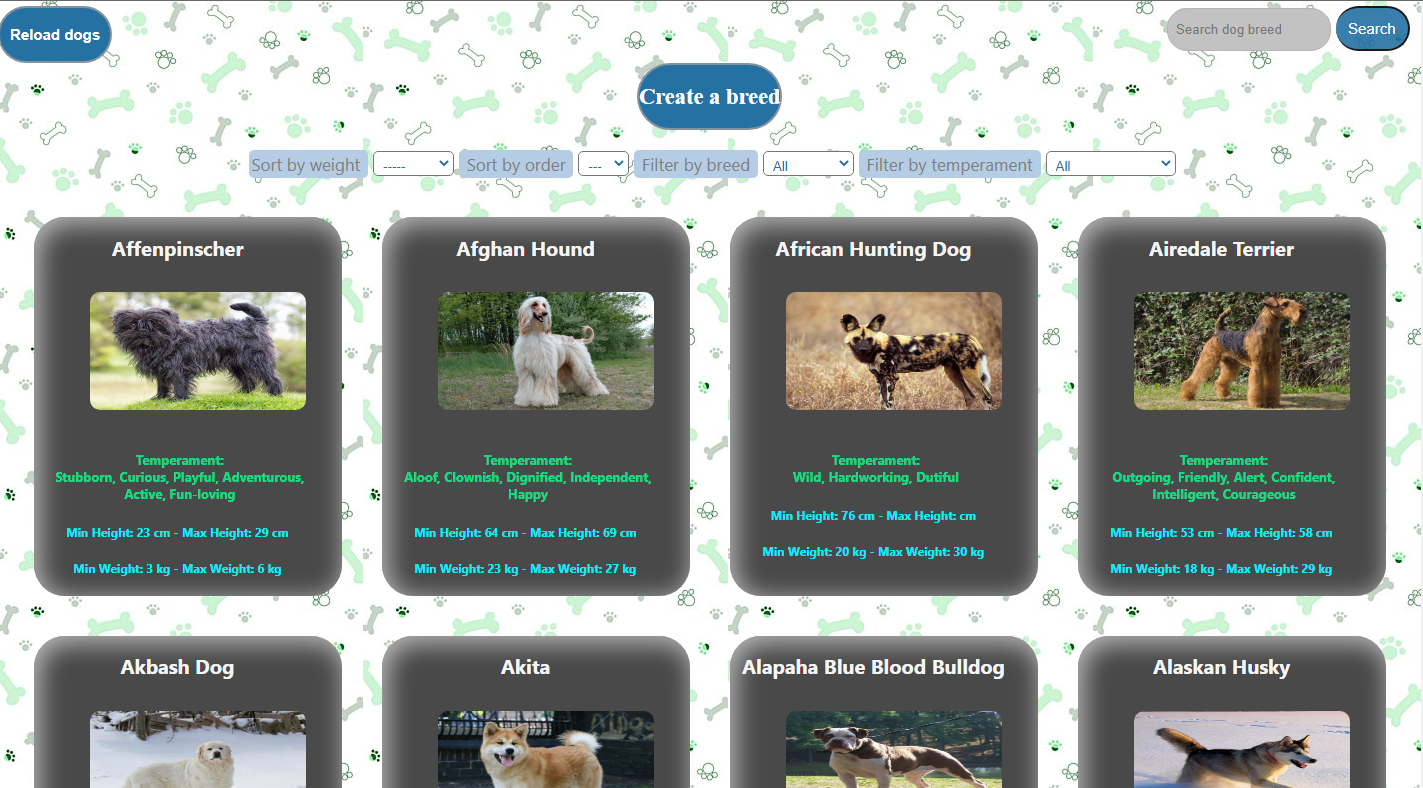 Reload dogs
Search dog breed
Search
Create a breed
Sort by weight ----- Sort by order --- Filter by breed All Filter by temperament All
Affenpinscher
Temperament:
Stubborn, Curious, Playful, Adventurous,
Active, Fun-loving
Min Height: 23 cm - Max Height: 29 cm
Min Weight: 3 kg - Max Weight: 6 kg
Afghan Hound
Temperament:
Aloof, Clownish, Dignified, Independent,
Happy
Min Height: 64 cm - Max Height: 69 cm
Min Weight: 23 kg - Max Weight: 27 kg
African Hunting Dog
Temperament:
Wild, Hardworking, Dutiful
Min Height: 76 cm - Max Height: cm
Min Weight: 20 kg - Max Weight: 30 kg
Airedale Terrier
Temperament:
Outgoing, Friendly, Alert, Confident,
Intelligent, Courageous
Min Height: 53 cm - Max Height: 58 cm
Min Weight: 18 kg - Max Weight: 29 kg
Akbash Dog
Akita
Alapaha Blue Blood Bulldog
Alaskan Husky